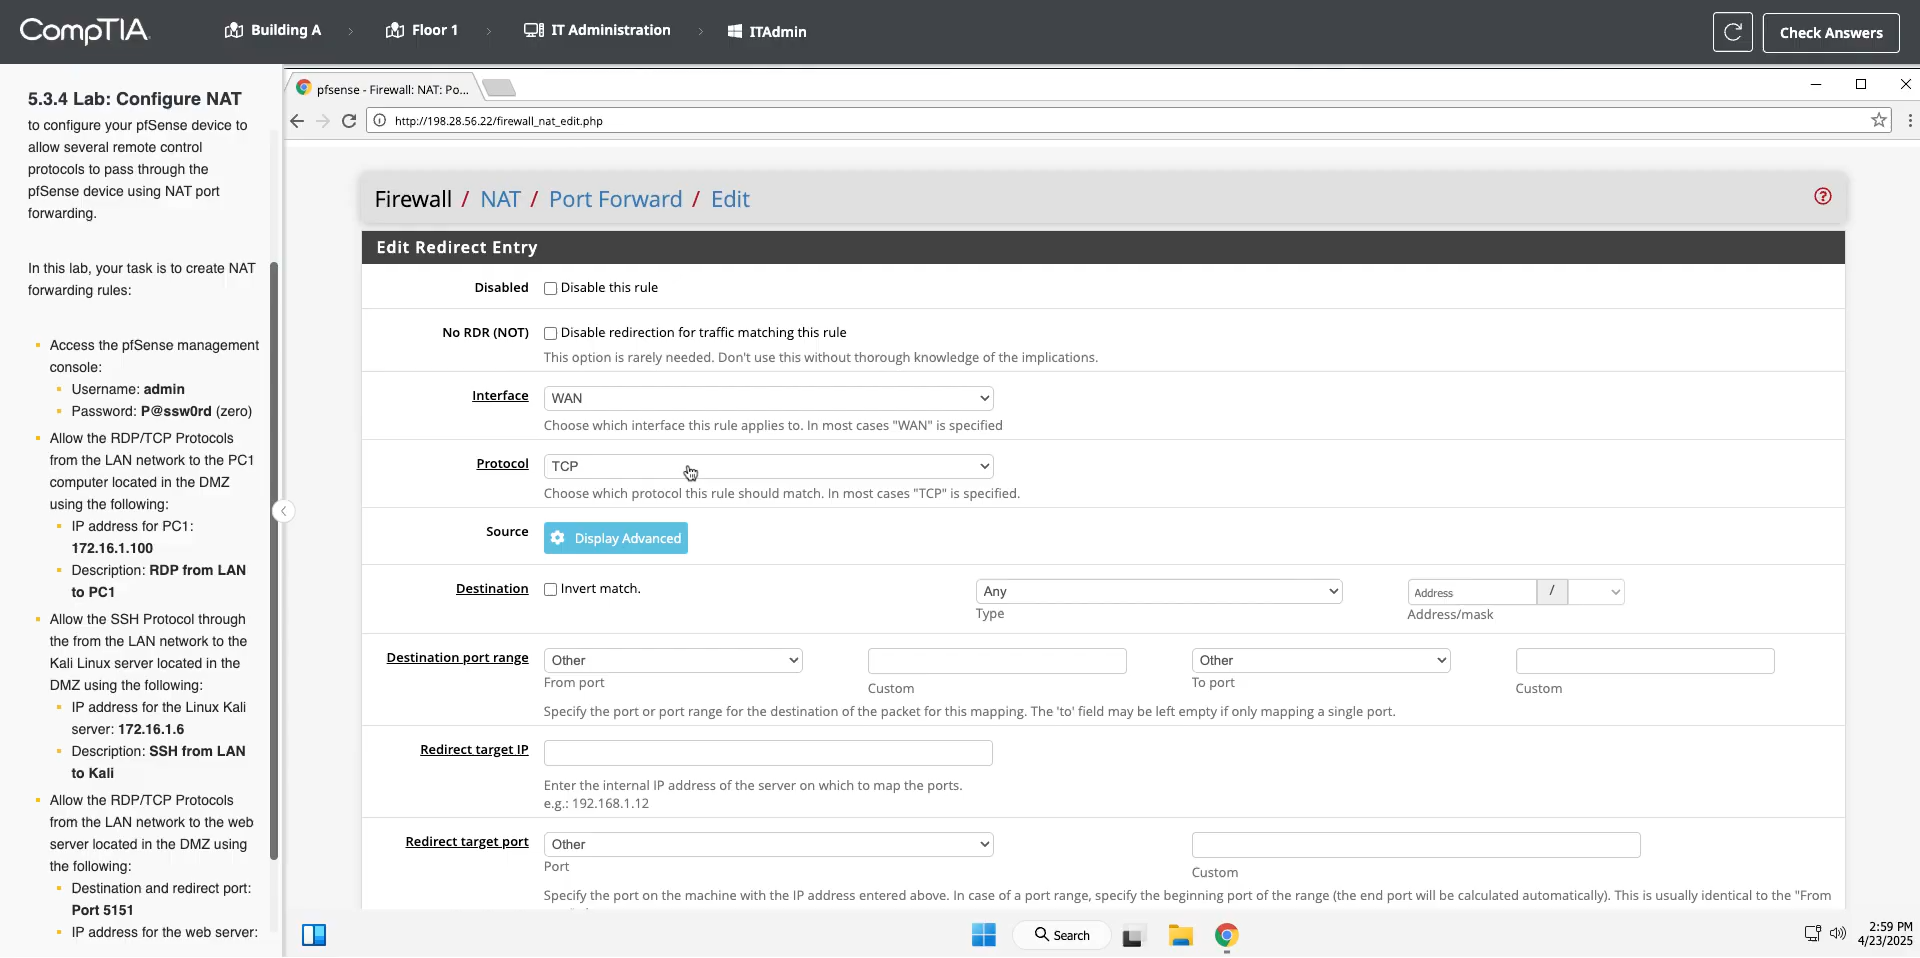 CompTIA
Building A > Floor 1 > IT Administration > ITAdmin
Check Answers
5.3.4 Lab: Configure NAT
to configure your pfSense device to
allow several remote control
protocols to pass through the
pfSense device using NAT port
forwarding.
In this lab, your task is to create NAT
forwarding rules:
Access the pfSense management
console:
Username: admin
Password: P@ssw0rd (zero)
Allow the RDP/TCP Protocols
from the LAN network to the PC1
computer located in the DMZ
using the following:
IP address for PC1:
172.16.1.100
Description: RDP from LAN
to PC1
Allow the SSH Protocol through
the from the LAN network to the
Kali Linux server located in the
DMZ using the following:
IP address for the Linux Kali
server: 172.16.1.6
Description: SSH from LAN
to Kali
Allow the RDP/TCP Protocols
from the LAN network to the web
server located in the DMZ using
the following:
Destination and redirect port:
Port 5151
IP address for the web server:
pfsense - Firewall: NAT: Po...
http://198.28.56.22/firewall_nat_edit.php
Firewall / NAT / Port Forward / Edit
Edit Redirect Entry
Disabled Disable this rule
No RDR (NOT) Disable redirection for traffic matching this rule
This option is rarely needed. Don't use this without thorough knowledge of the implications.
Interface WAN
Choose which interface this rule applies to. In most cases "WAN" is specified
Protocol TCP
Choose which protocol this rule should match. In most cases "TCP" is specified.
Source Display Advanced
Destination Invert match. Any Address /
Type Address/mask
Destination port range Other Other
From port Custom To port Custom
Specify the port or port range for the destination of the packet for this mapping. The 'to' field may be left empty if only mapping a single port.
Redirect target IP
Enter the internal IP address of the server on which to map the ports.
e.g.: 192.168.1.12
Redirect target port Other
Port Custom
Specify the port on the machine with the IP address entered above. In case of a port range, specify the beginning port of the range (the end port will be calculated automatically). This is usually identical to the "From
Search
2:59 PM
4/23/2025